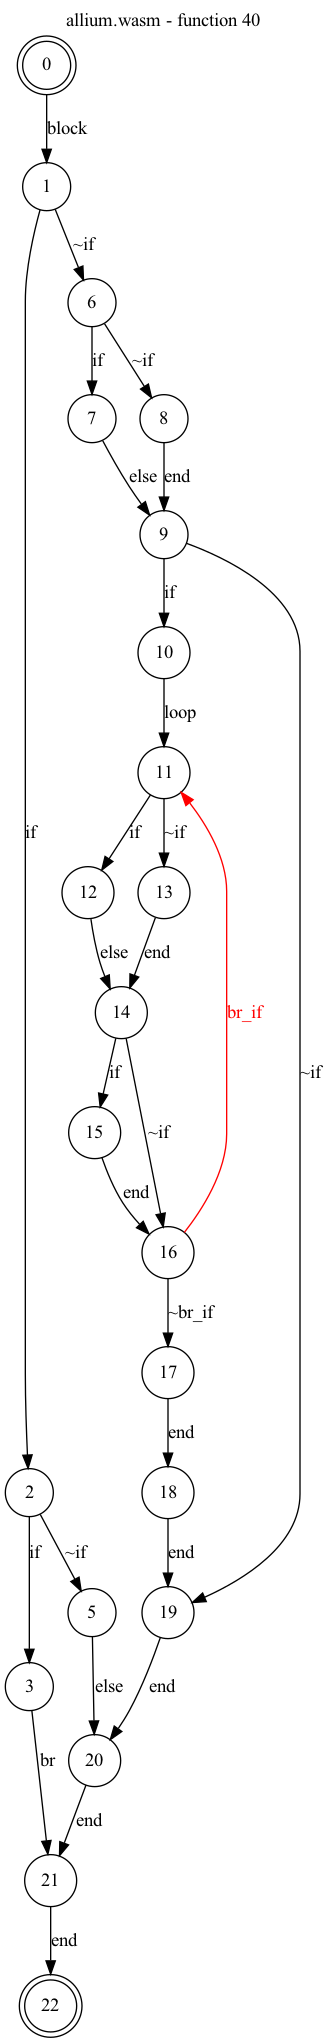 allium.wasm - function 40
0
block
1
~if
6
if
~if
7
8
else
end
9
if
10
loop
11
if
if
~if
12
13
else
end
14
br_if
if
~if
~if
15
end
16
~br_if
17
end
2
18
if
~if
end
5
19
3
else
end
br
20
end
21
end
22